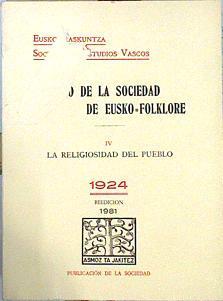 EUSKO ASKUNTZA
SOC STUDIOS VASCOS
O DE LA SOCIEDAD
DE EUSKO-FOLKLORE
IV
LA RELIGIOSIDAD DEL PUEBLO
1924
REEDICION
1981
ASMOZ TA JAKITEZ
PUBLICACIÓN DE LA SOCIEDAD